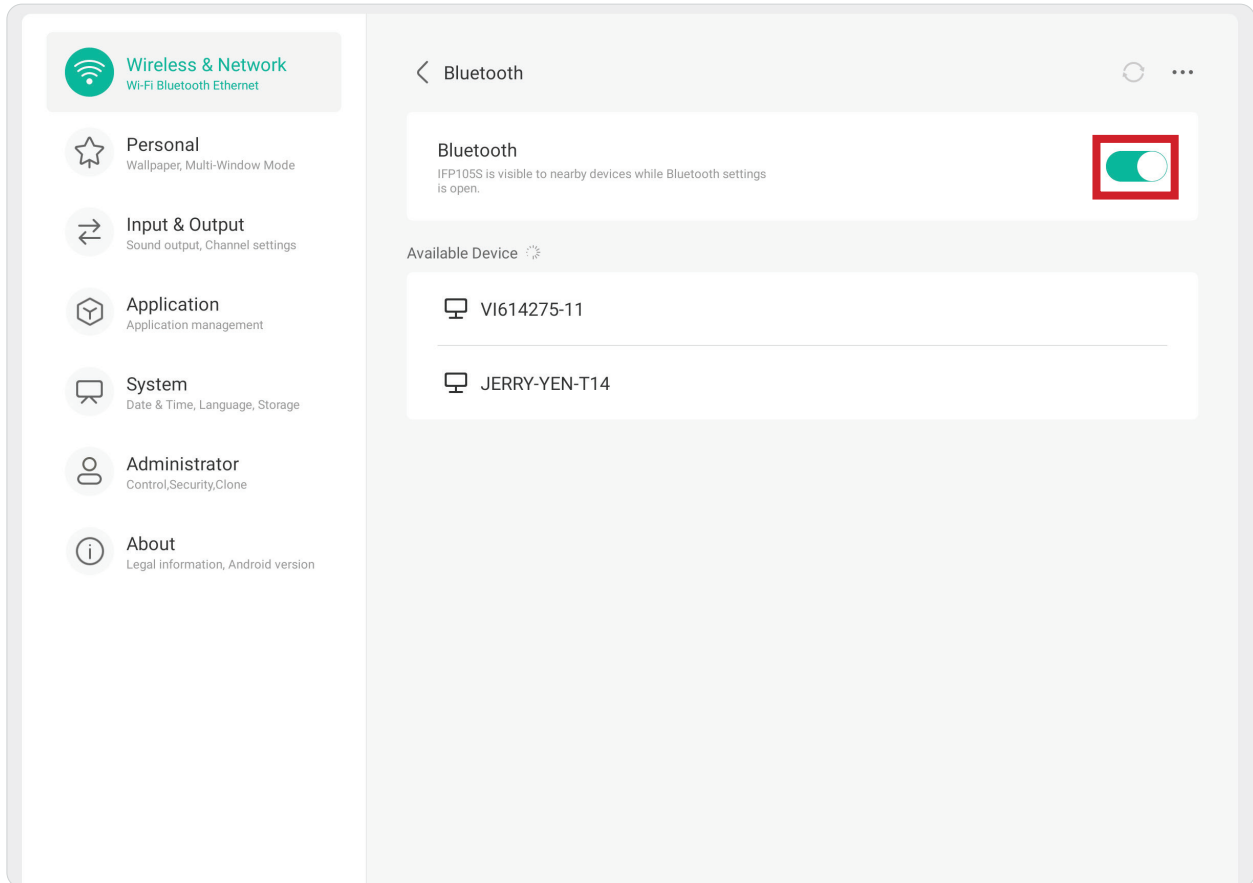 Wireless & Network
Wi-Fi Bluetooth Ethernet
Personal
Wallpaper, Multi-Window Mode
Input & Output
Sound output, Channel settings
Application
Application management
System
Date & Time, Language, Storage
Administrator
Control,Security,Clone
About
Legal information, Android version
Bluetooth
Bluetooth
IFP105S is visible to nearby devices while Bluetooth settings
is open.
Available Device
VI614275-11
JERRY-YEN-T14